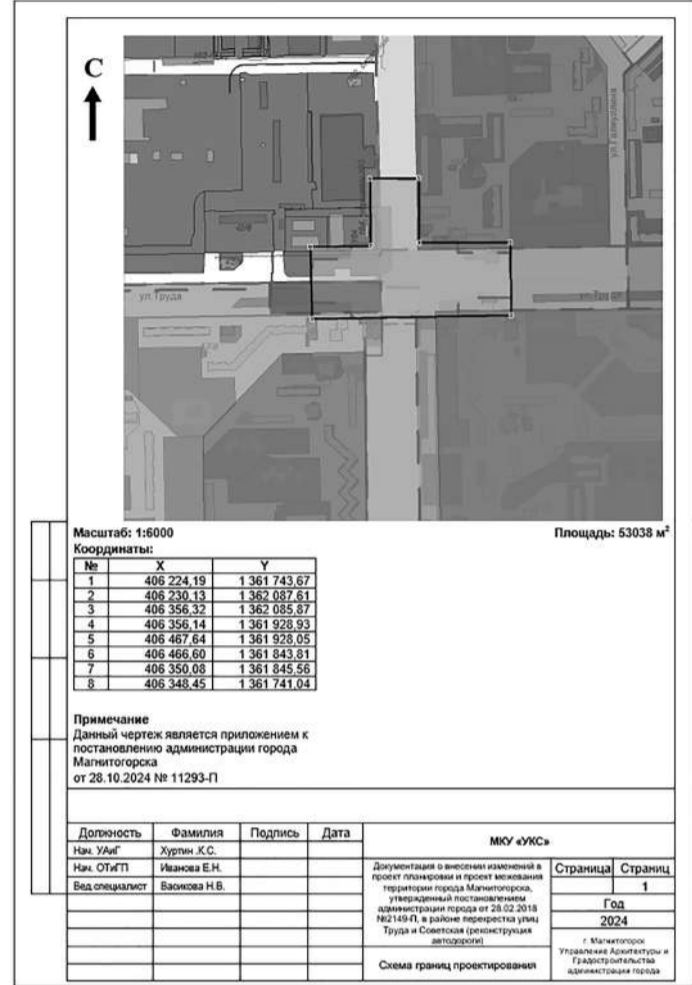 С
ул.Галиуллина
ул.Труда
ул.Труда
Масштаб: 1:6000
Площадь: 53038 м²
Координаты:
№ X Y
1 406 224,19 1 361 743,67
2 406 230,13 1 362 087,61
3 406 356,32 1 362 085,87
4 406 356,14 1 361 928,93
5 406 467,64 1 361 928,05
6 406 466,60 1 361 843,81
7 406 350,08 1 361 845,56
8 406 348,45 1 361 741,04
Примечание
Данный чертеж является приложением к
постановлению администрации города
Магнитогорска
от 28.10.2024 № 11293-П
Должность Фамилия Подпись Дата
Нач. УАиГ Хуртин .К.С.
Нач. ОТиГП Иванова Е.Н.
Вед.специалист Васикова Н.В.
МКУ «УКС»
Документация о внесении изменений в
проект планировки и проект межевания
территории города Магнитогорска,
утвержденный постановлением
администрации города от 28.02.2018
№2149-П, в районе перекрестка улиц
Труда и Советская (реконструкция
автодороги)
Страница Страниц
1
Год
2024
Схема границ проектирования
г. Магнитогорск
Управление Архитектуры и
Градостроительства
администрации города